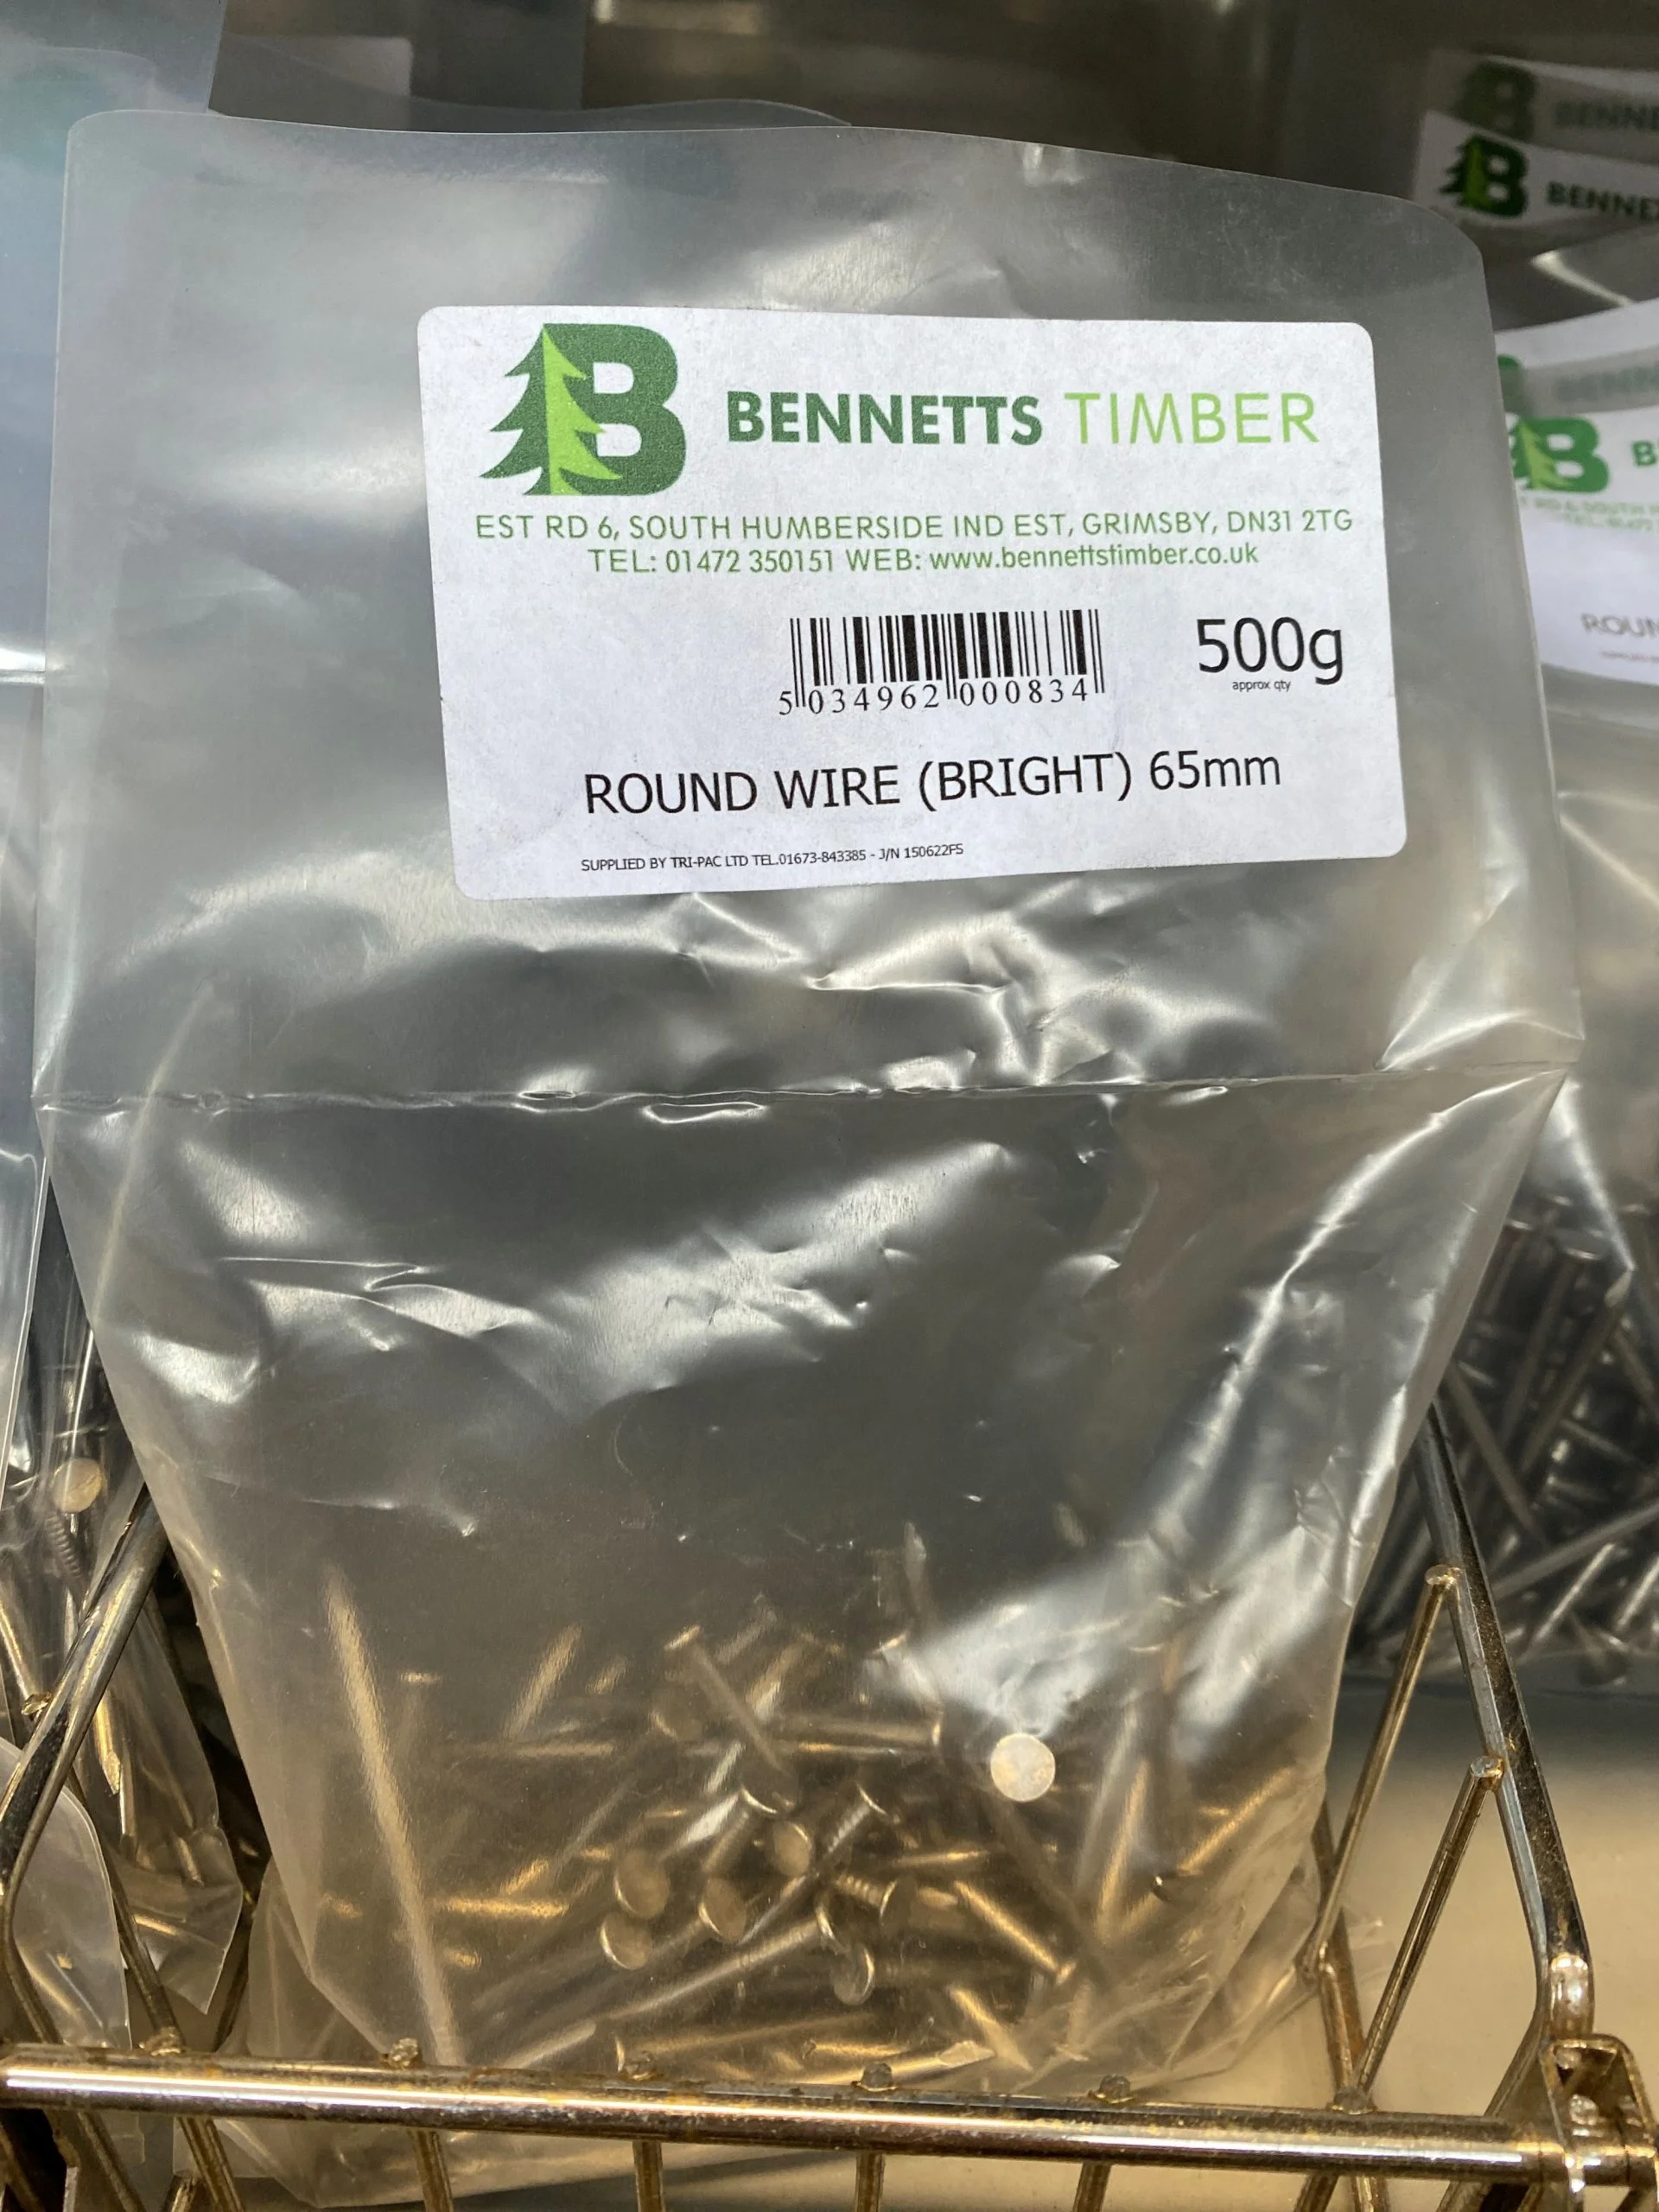 B BENNETTS TIMBER
EST RD 6, SOUTH HUMBERSIDE IND EST, GRIMSBY, DN31 2TG
TEL: 01472 350151 WEB: www.bennettstimber.co.uk
500g
approx qty
5 034962 000834
ROUND WIRE (BRIGHT) 65mm
SUPPLIED BY TRI-PAC LTD TEL.01673-843385 - J/N 150622FS
B
B